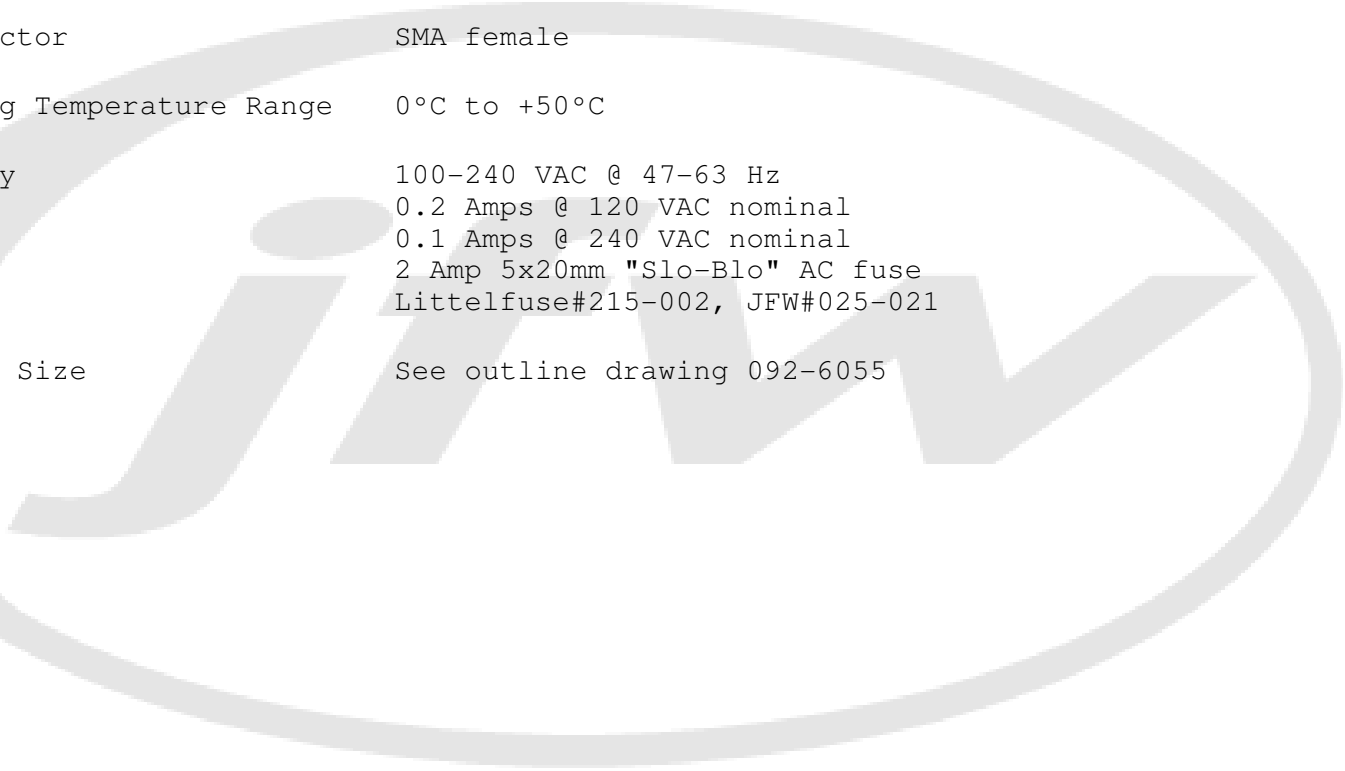 ctor SMA female
g Temperature Range 0°C to +50°C
y 100-240 VAC @ 47-63 Hz
0.2 Amps @ 120 VAC nominal
0.1 Amps @ 240 VAC nominal
2 Amp 5x20mm "Slo-Blo" AC fuse
Littelfuse#215-002, JFW#025-021
Size See outline drawing 092-6055
jfw